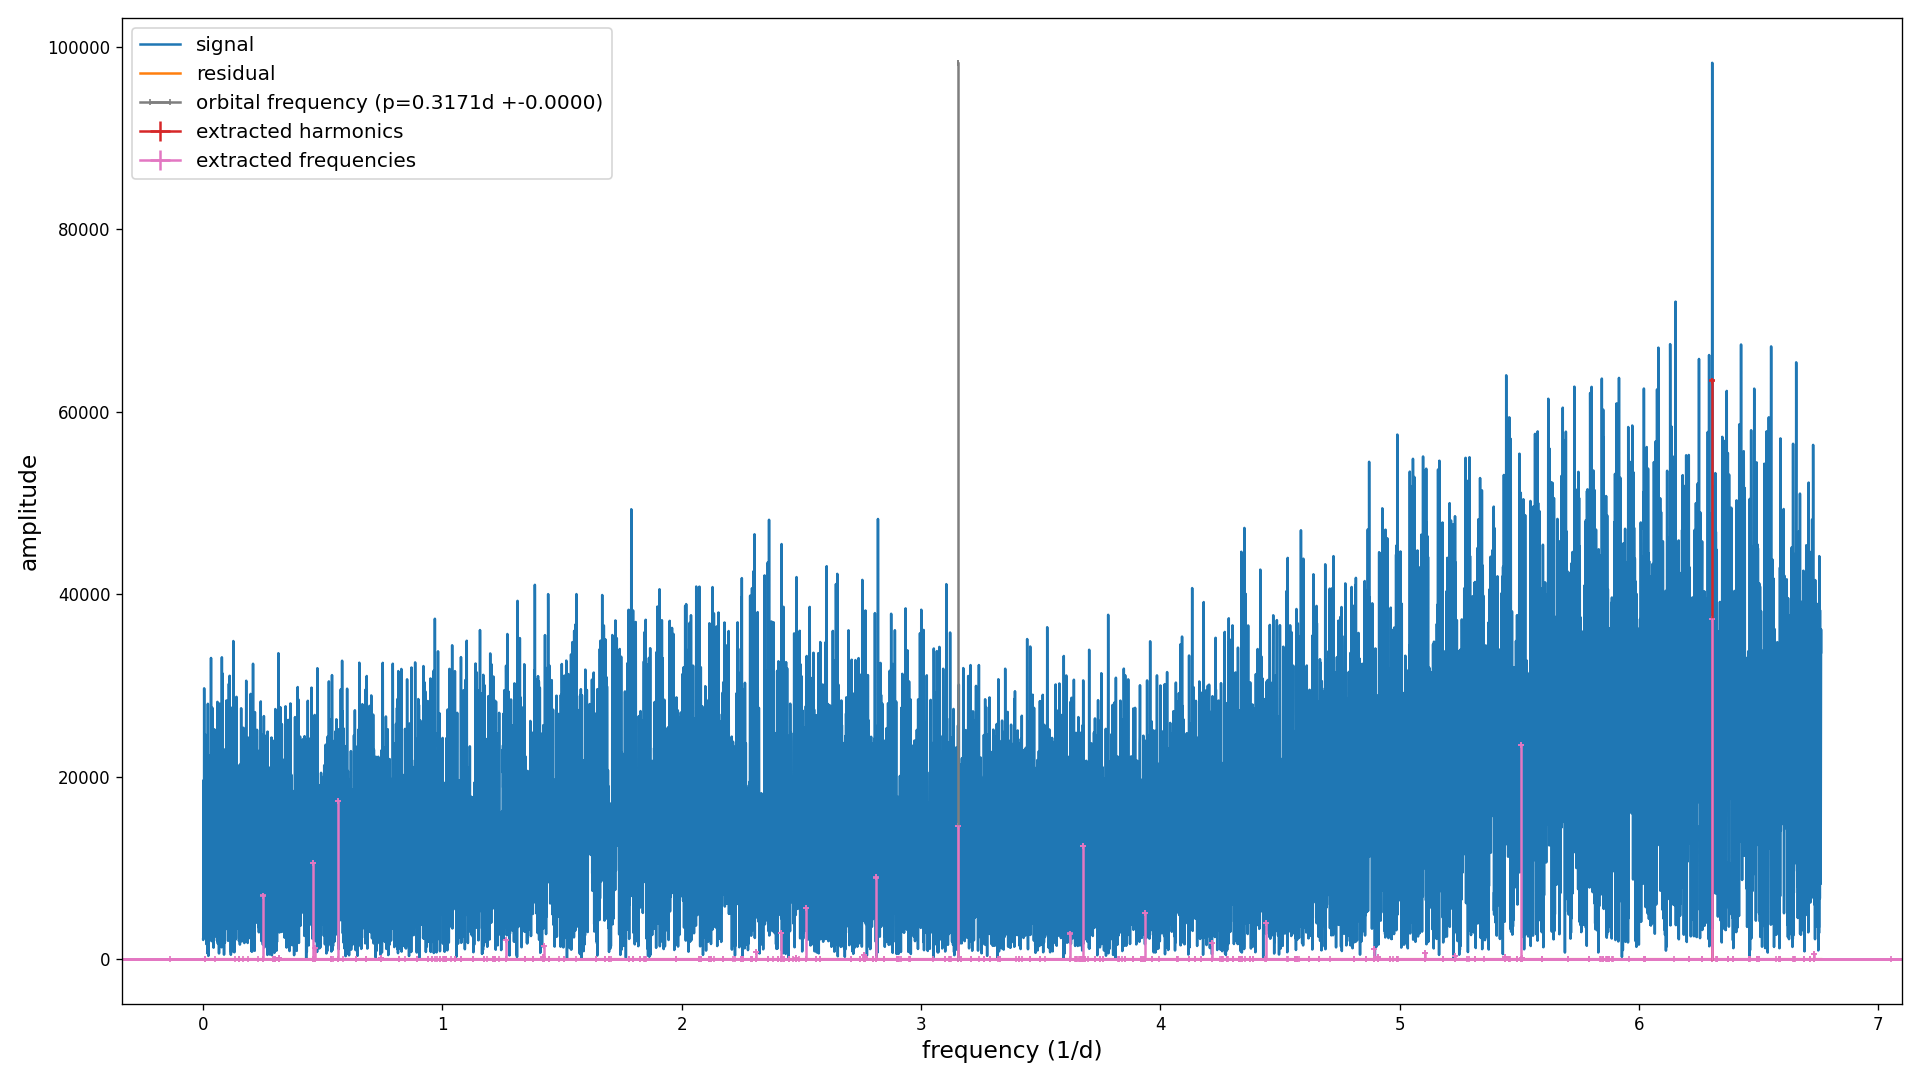 signal
residual
orbital frequency (p=0.3171d +-0.0000)
extracted harmonics
extracted frequencies
100000
80000
60000
40000
20000
0
amplitude
0 1 2 3 4 5 6 7
frequency (1/d)